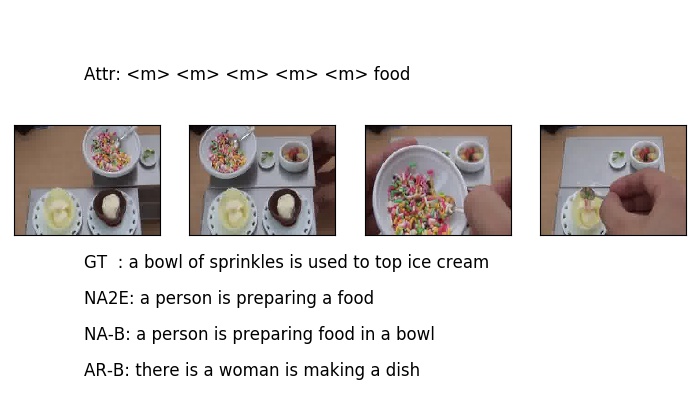 Attr: <m> <m> <m> <m> <m> food
GT : a bowl of sprinkles is used to top ice cream
NA2E: a person is preparing a food
NA-B: a person is preparing food in a bowl
AR-B: there is a woman is making a dish